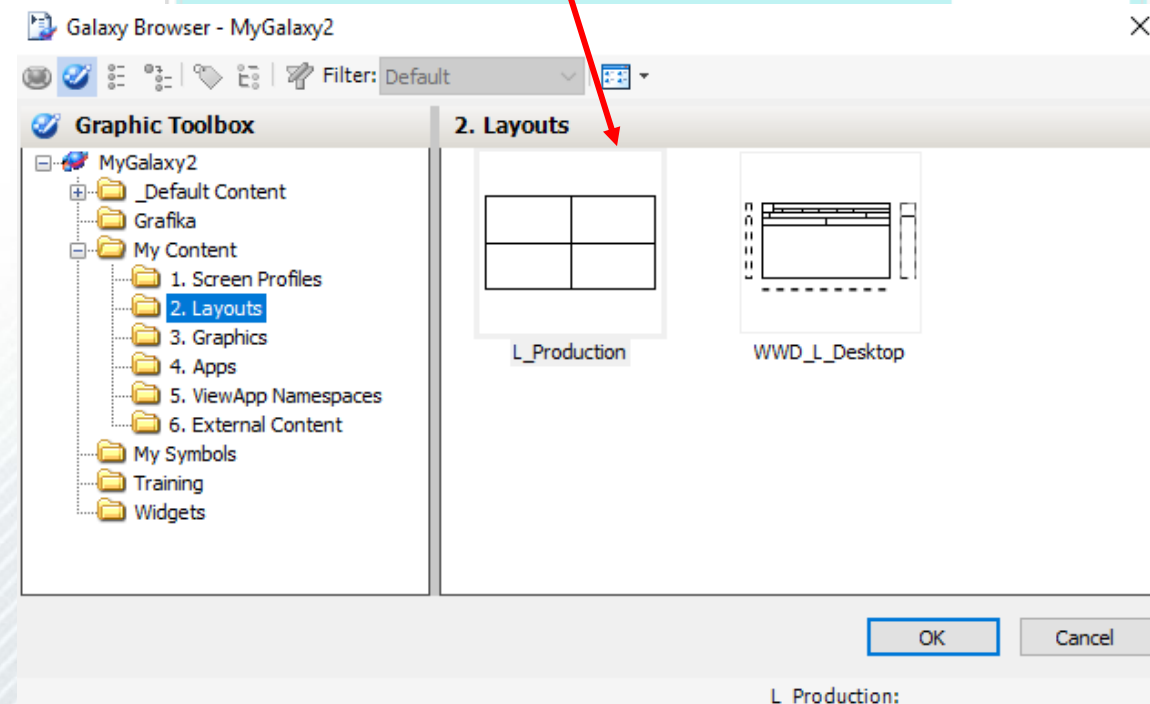 Galaxy Browser - MyGalaxy2
Filter: Default
Graphic Toolbox
2. Layouts
MyGalaxy2
_Default Content
Grafika
My Content
1. Screen Profiles
2. Layouts
3. Graphics
4. Apps
5. ViewApp Namespaces
6. External Content
My Symbols
Training
Widgets
L_Production
WWD_L_Desktop
OK
Cancel
L_Production: